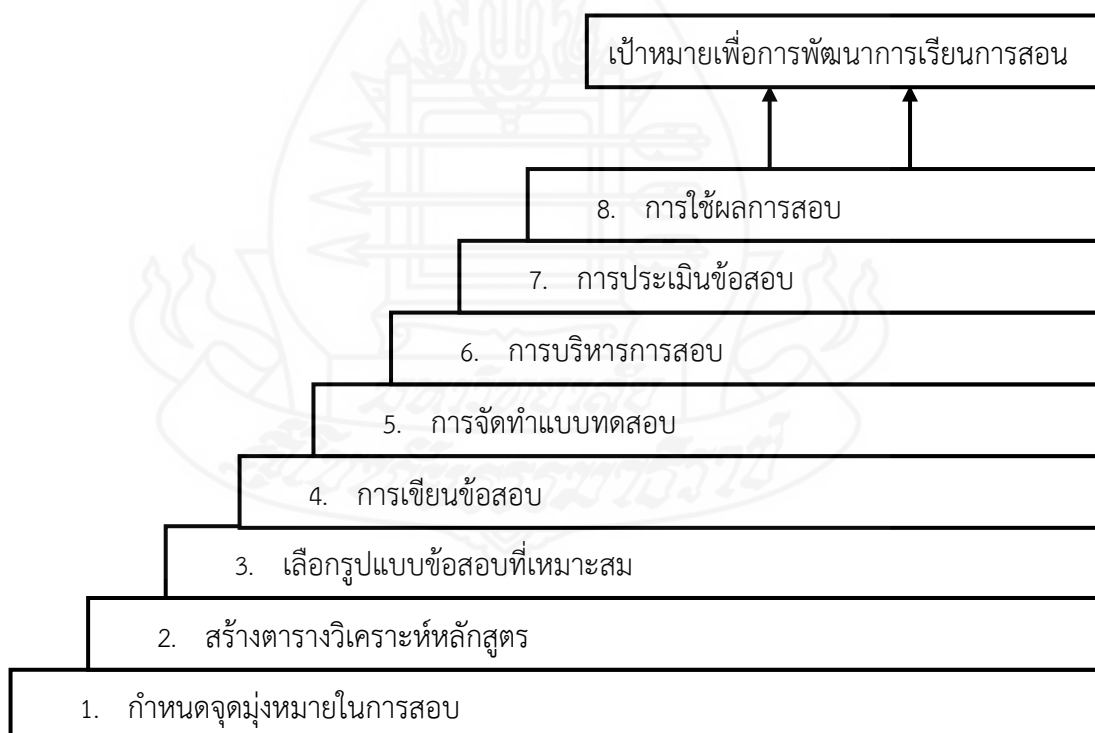 เป้าหมายเพื่อการพัฒนาการเรียนการสอน
8. การใช้ผลการสอบ
7. การประเมินข้อสอบ
6. การบริหารการสอบ
5. การจัดทำแบบทดสอบ
4. การเขียนข้อสอบ
3. เลือกรูปแบบข้อสอบที่เหมาะสม
2. สร้างตารางวิเคราะห์หลักสูตร
1. กำหนดจุดมุ่งหมายในการสอบ